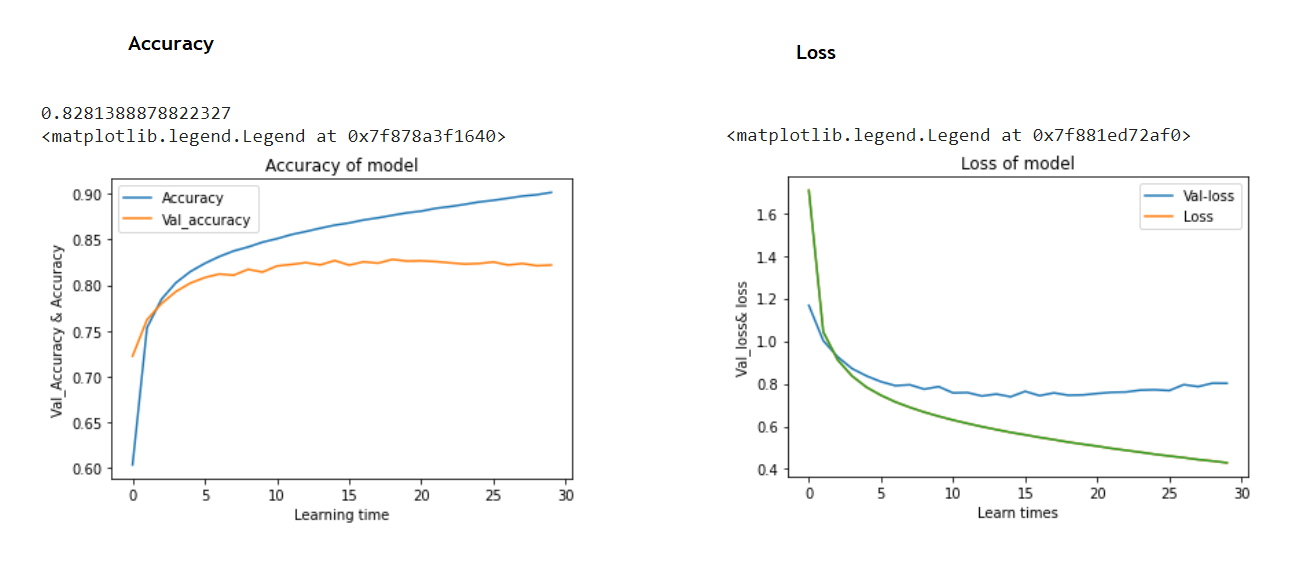 Accuracy
0.8281388878822327
<matplotlib.legend.Legend at 0x7f878a3f1640>
Accuracy of model
Accuracy
Val_accuracy
Val_Accuracy & Accuracy
0.90
0.85
0.80
0.75
0.70
0.65
0.60
0 5 10 15 20 25 30
Learning time
Loss
<matplotlib.legend.Legend at 0x7f881ed72af0>
Loss of model
Val-loss
Loss
Val_loss& loss
1.6
1.4
1.2
1.0
0.8
0.6
0.4
0 5 10 15 20 25 30
Learn times